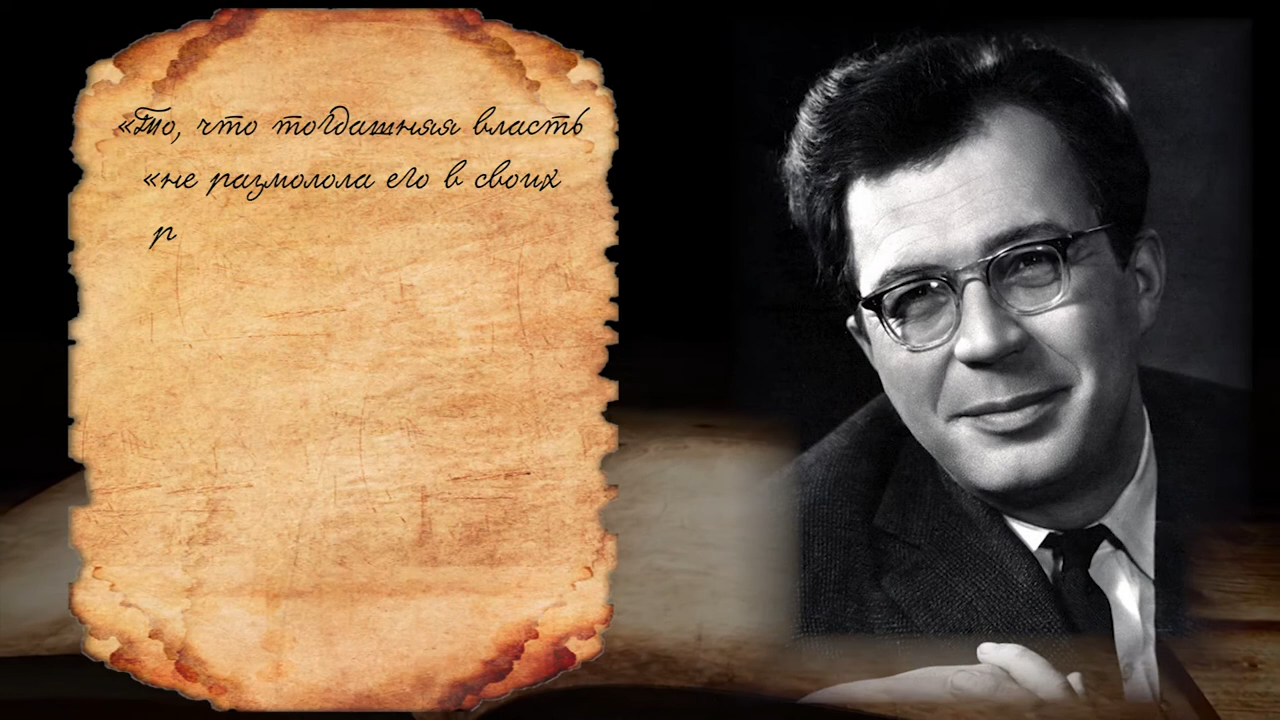 «То, что тогдашняя власть
«не размолола его в своих
р